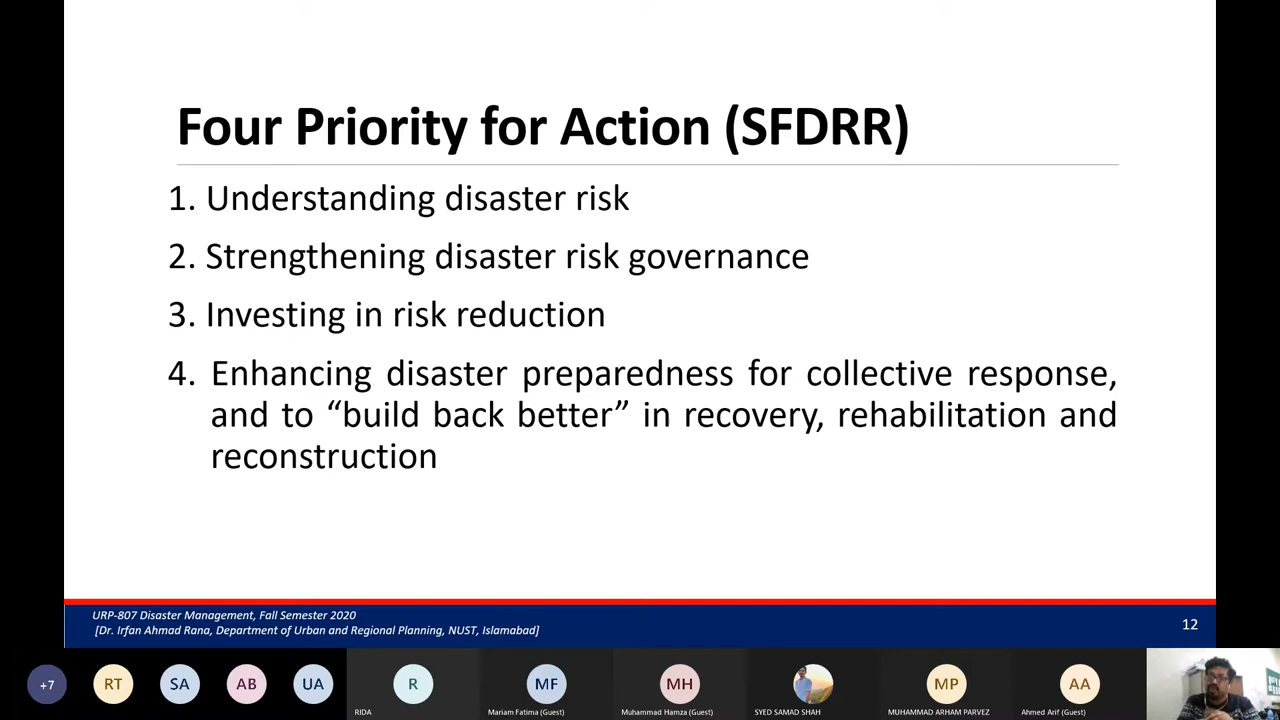 Four Priority for Action (SFDRR)
1. Understanding disaster risk
2. Strengthening disaster risk governance
3. Investing in risk reduction
4. Enhancing disaster preparedness for collective response,
and to “build back better” in recovery, rehabilitation and
reconstruction
URP-807 Disaster Management, Fall Semester 2020
[Dr. Irfan Ahmad Rana, Department of Urban and Regional Planning, NUST, Islamabad]
12
+7 RT SA AB UA R MF MH MP AA
RIDA Mariam Fatima (Guest) Muhammad Hamza (Guest) SYED SAMAD SHAH MUHAMMAD ARHAM PARVEZ Ahmed Arif (Guest)